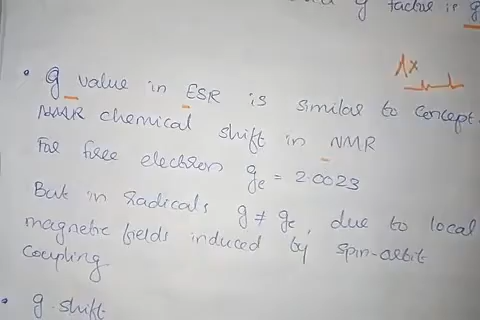 g factor is g
Λx
• g value in ESR is similar to concept
NMR chemical shift in NMR
For free electron ge = 2.0023
But in radicals g ≠ ge, due to local
magnetic fields induced by spin-orbit
coupling
• g-shift